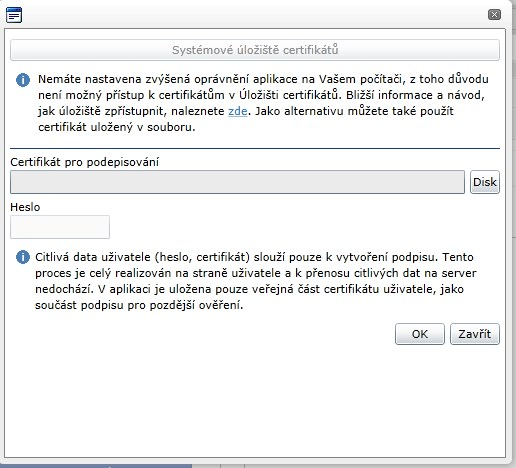 Systémové úložiště certifikátů
Nemáte nastavena zvýšená oprávnění aplikace na Vašem počítači, z toho důvodu
není možný přístup k certifikátům v Úložišti certifikátů. Bližší informace a návod,
jak úložiště zpřístupnit, naleznete zde. Jako alternativu můžete také použít
certifikát uložený v souboru.
Certifikát pro podepisování
Disk
Heslo
Citlivá data uživatele (heslo, certifikát) slouží pouze k vytvoření podpisu. Tento
proces je celý realizován na straně uživatele a k přenosu citlivých dat na server
nedochází. V aplikaci je uložena pouze veřejná část certifikátu uživatele, jako
součást podpisu pro pozdější ověření.
OK Zavřít